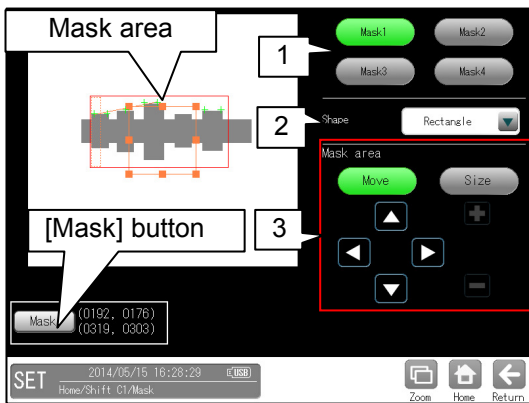 Mask area
1
Mask1
Mask2
Mask3
Mask4
2
Shape
Rectangle
Mask area
3
Move
Size
[Mask] button
Mask
(0192, 0176)
(0319, 0303)
SET
2014/05/15 16:28:29
USB
Home/Shift C1/Mask
Zoom
Home
Return